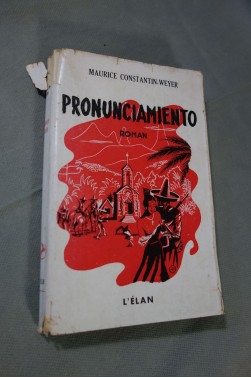 MAURICE CONSTANTIN-WEYER
PRONUNCIAMIENTO
ROMAN
L'ÉLAN